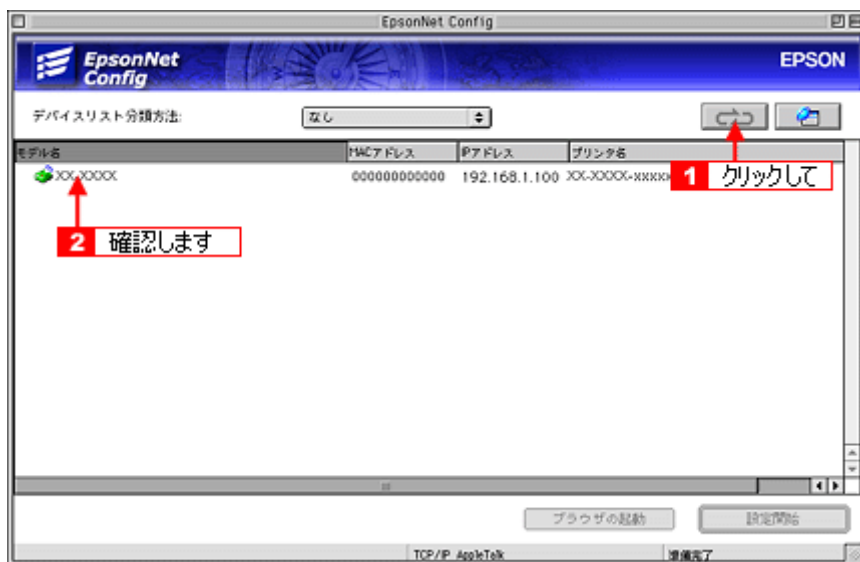 EpsonNet Config
EpsonNet
Config
EPSON
デバイスリスト分類方法:
なし
モデル名 MACアドレス IPアドレス プリンタ名
XX-XXXX 000000000000 192.168.1.100 XX-XXXX-xxxxx
1 クリックして
2 確認します
ブラウザの起動 設定開始
TCP/IP AppleTalk 準備完了